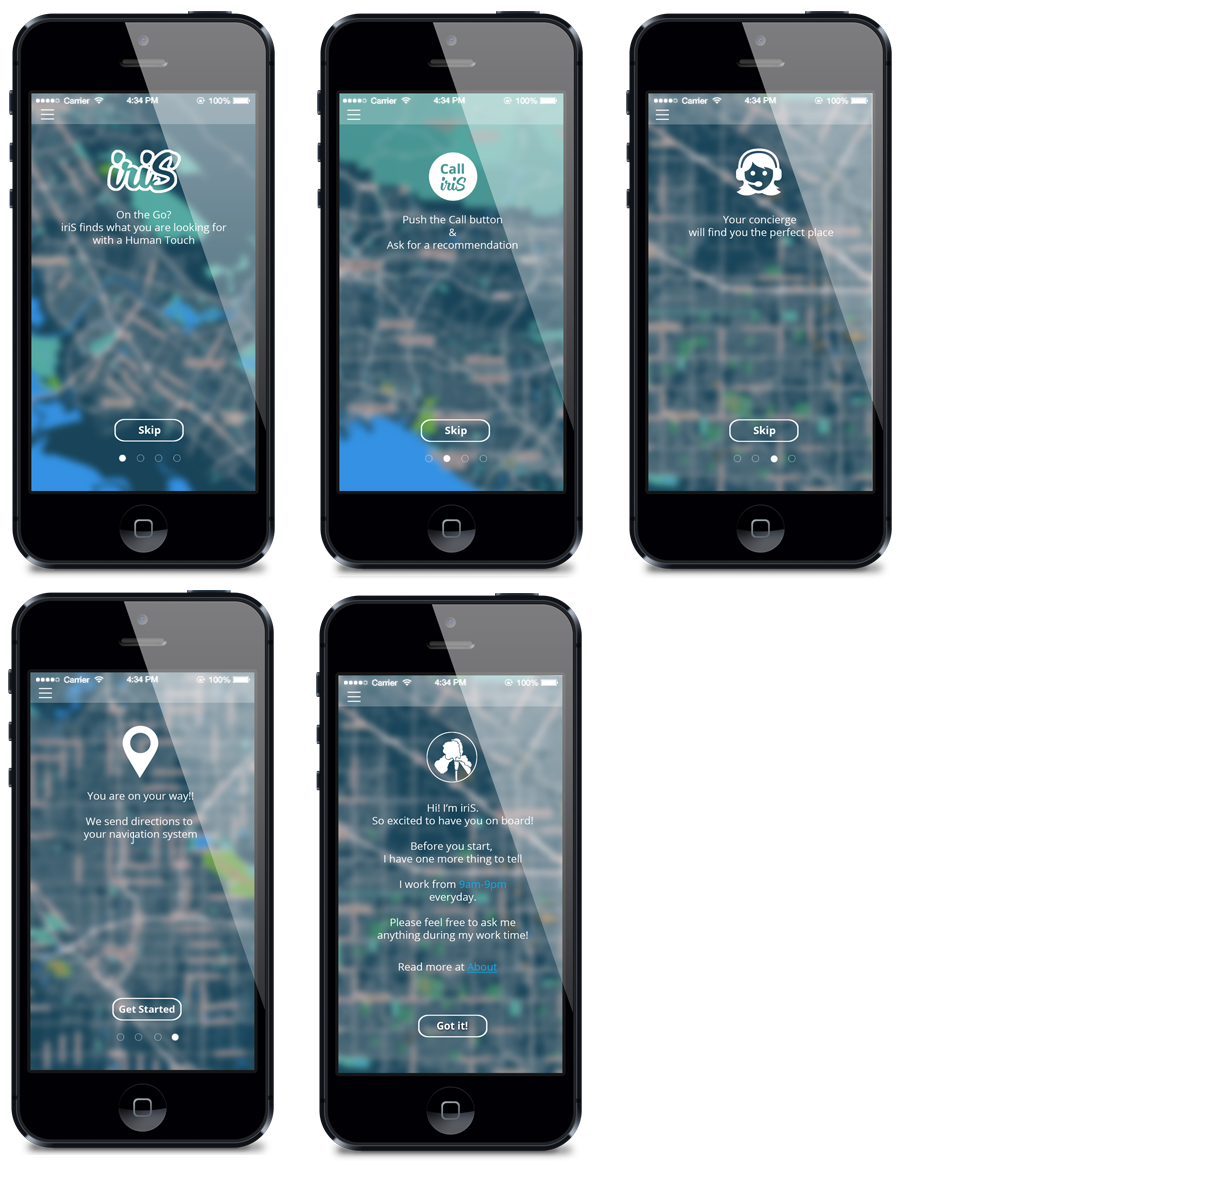 Carrier 4:34 PM 100%
iriS
On the Go?
iriS finds what you are looking for
with a Human Touch
Skip
Carrier 4:34 PM 100%
Call
iriS
Push the Call button
&
Ask for a recommendation
Skip
Carrier 4:34 PM 100%
Your concierge
will find you the perfect place
Skip
Carrier 4:34 PM 100%
You are on your way!!
We send directions to
your navigation system
Get Started
Carrier 4:34 PM 100%
Hi! I'm iriS.
So excited to have you on board!
Before you start,
I have one more thing to tell
I work from 9am-9pm
everyday.
Please feel free to ask me
anything during my work time!
Read more at About
Got it!